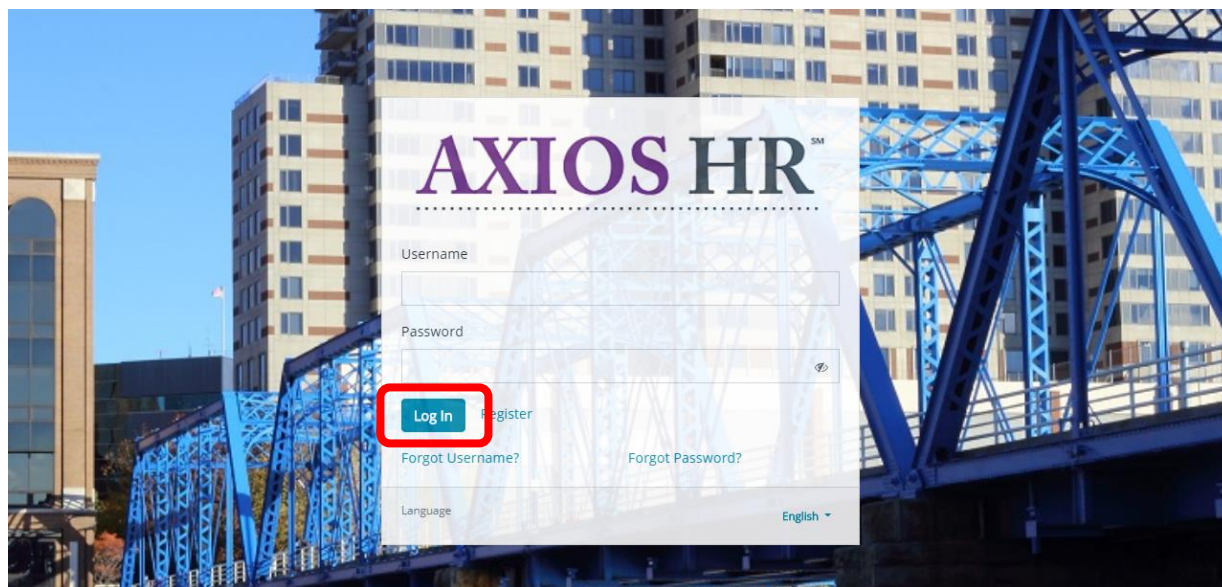 AXIOS HR℠
Username
Password
Log In Register
Forgot Username? Forgot Password?
Language English